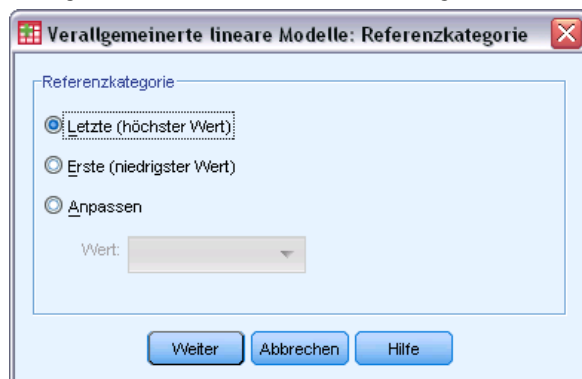 Verallgemeinerte lineare Modelle: Referenzkategorie
Referenzkategorie
Letzte (höchster Wert)
Erste (niedrigster Wert)
Anpassen
Wert:
Weiter Abbrechen Hilfe